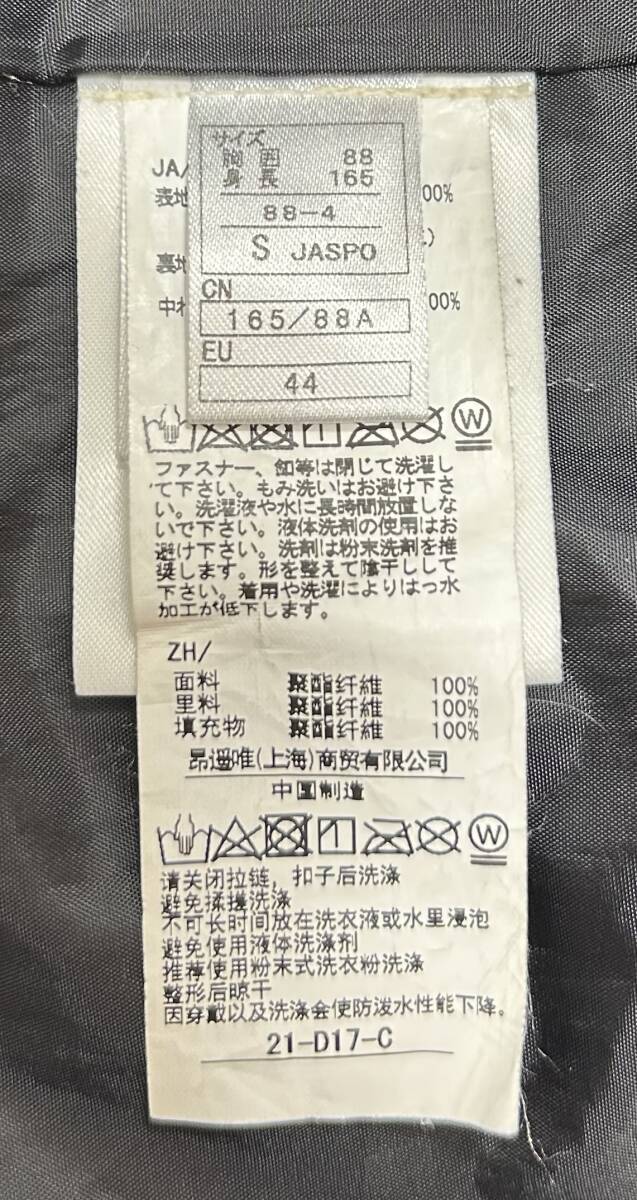 サイズ
胸囲 88
身長 165
88-4
S JASPO
CN
165/88A
EU
44
JA/
表地 00%
裏地
00%
W
ファスナー、釦等は閉じて洗濯し
て下さい。もみ洗いはお避け下さ
い。洗濯液や水に長時間放置しな
いで下さい。液体洗剤の使用はお
避け下さい。洗剤は粉末洗剤を推
奨します。形を整えて陰干しして
下さい。着用や洗濯によりはっ水
加工が低下します。
ZH/
面料 聚酯纤維 100%
里料 聚酯纤維 100%
填充物 聚酯纤維 100%
昂遛唯(上海)商贸有限公司
中国制造
W
请关闭拉链，扣子后洗涤
避免揉搓洗涤
不可长时间放在洗衣液或水里浸泡
避免使用液体洗涤剂
推荐使用粉末式洗衣粉洗涤
整形后晾干
因穿戴以及洗涤会使防泼水性能下降。
21-D17-C